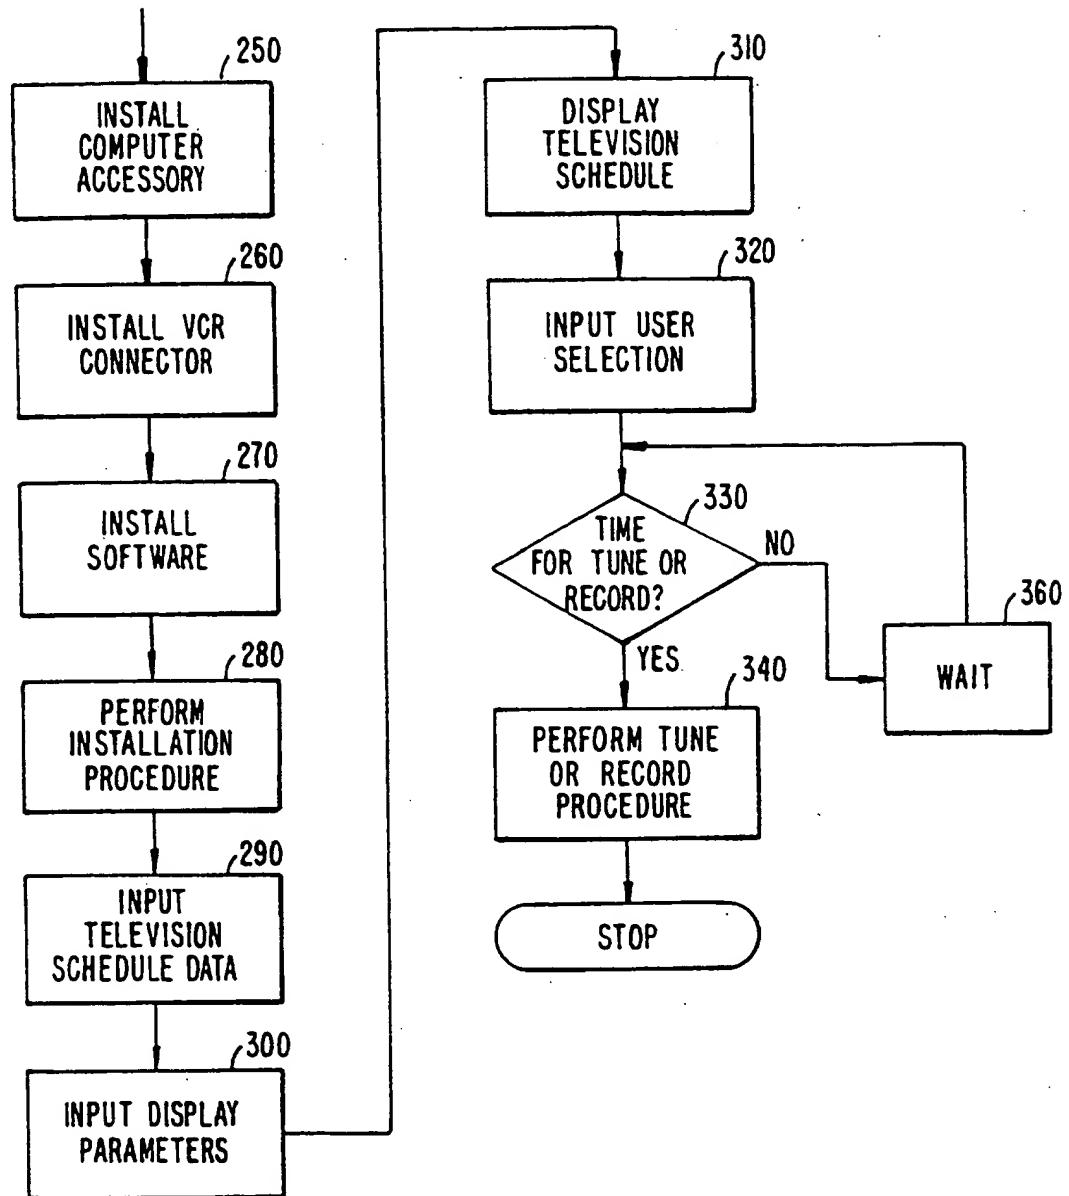 250
INSTALL
COMPUTER
ACCESSORY
260
INSTALL VCR
CONNECTOR
270
INSTALL
SOFTWARE
280
PERFORM
INSTALLATION
PROCEDURE
290
INPUT
TELEVISION
SCHEDULE DATA
300
INPUT DISPLAY
PARAMETERS
310
DISPLAY
TELEVISION
SCHEDULE
320
INPUT USER
SELECTION
330
TIME
FOR TUNE OR
RECORD?
NO
YES
360
WAIT
340
PERFORM TUNE
OR RECORD
PROCEDURE
STOP